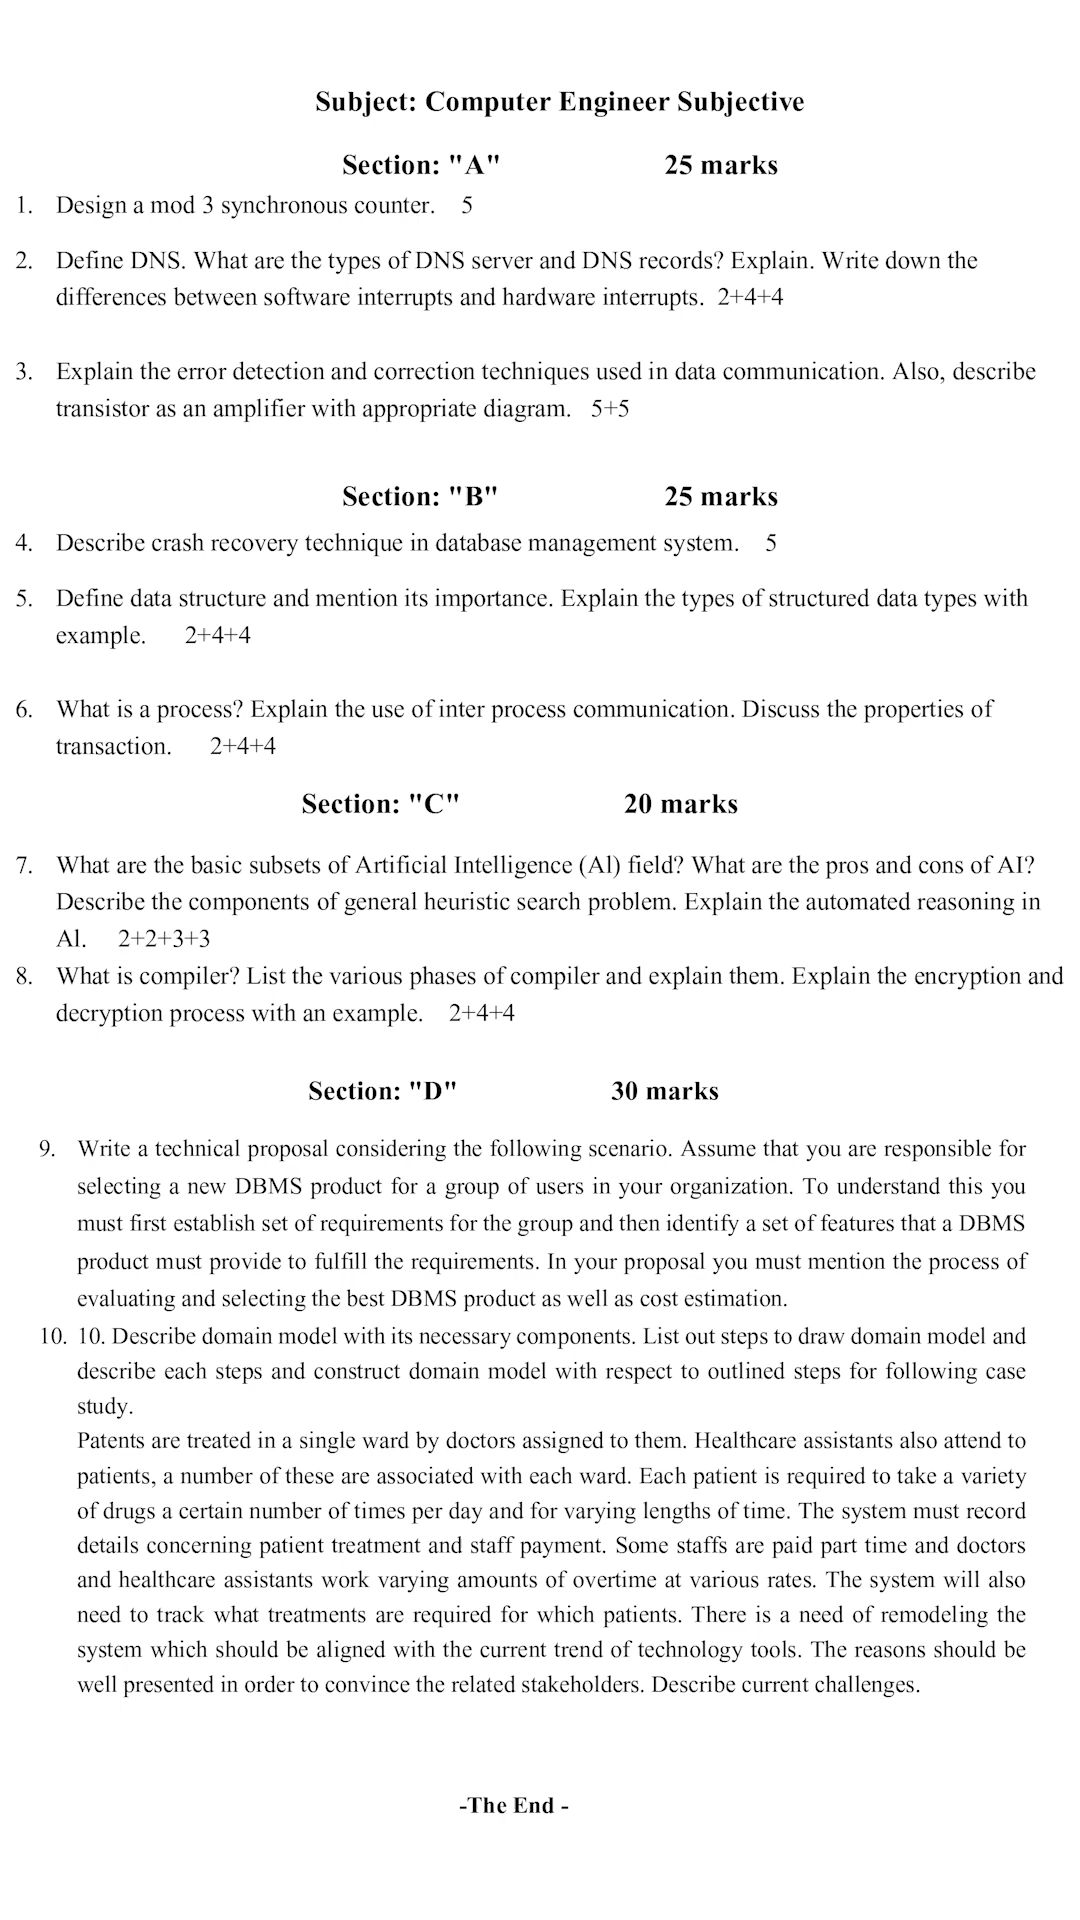 Subject: Computer Engineer Subjective
Section: "A" 25 marks
1. Design a mod 3 synchronous counter. 5
2. Define DNS. What are the types of DNS server and DNS records? Explain. Write down the
differences between software interrupts and hardware interrupts. 2+4+4
3. Explain the error detection and correction techniques used in data communication. Also, describe
transistor as an amplifier with appropriate diagram. 5+5
Section: "B" 25 marks
4. Describe crash recovery technique in database management system. 5
5. Define data structure and mention its importance. Explain the types of structured data types with
example. 2+4+4
6. What is a process? Explain the use of inter process communication. Discuss the properties of
transaction. 2+4+4
Section: "C" 20 marks
7. What are the basic subsets of Artificial Intelligence (Al) field? What are the pros and cons of AI?
Describe the components of general heuristic search problem. Explain the automated reasoning in
Al. 2+2+3+3
8. What is compiler? List the various phases of compiler and explain them. Explain the encryption and
decryption process with an example. 2+4+4
Section: "D" 30 marks
9. Write a technical proposal considering the following scenario. Assume that you are responsible for
selecting a new DBMS product for a group of users in your organization. To understand this you
must first establish set of requirements for the group and then identify a set of features that a DBMS
product must provide to fulfill the requirements. In your proposal you must mention the process of
evaluating and selecting the best DBMS product as well as cost estimation.
10. 10. Describe domain model with its necessary components. List out steps to draw domain model and
describe each steps and construct domain model with respect to outlined steps for following case
study.
Patents are treated in a single ward by doctors assigned to them. Healthcare assistants also attend to
patients, a number of these are associated with each ward. Each patient is required to take a variety
of drugs a certain number of times per day and for varying lengths of time. The system must record
details concerning patient treatment and staff payment. Some staffs are paid part time and doctors
and healthcare assistants work varying amounts of overtime at various rates. The system will also
need to track what treatments are required for which patients. There is a need of remodeling the
system which should be aligned with the current trend of technology tools. The reasons should be
well presented in order to convince the related stakeholders. Describe current challenges.
-The End -